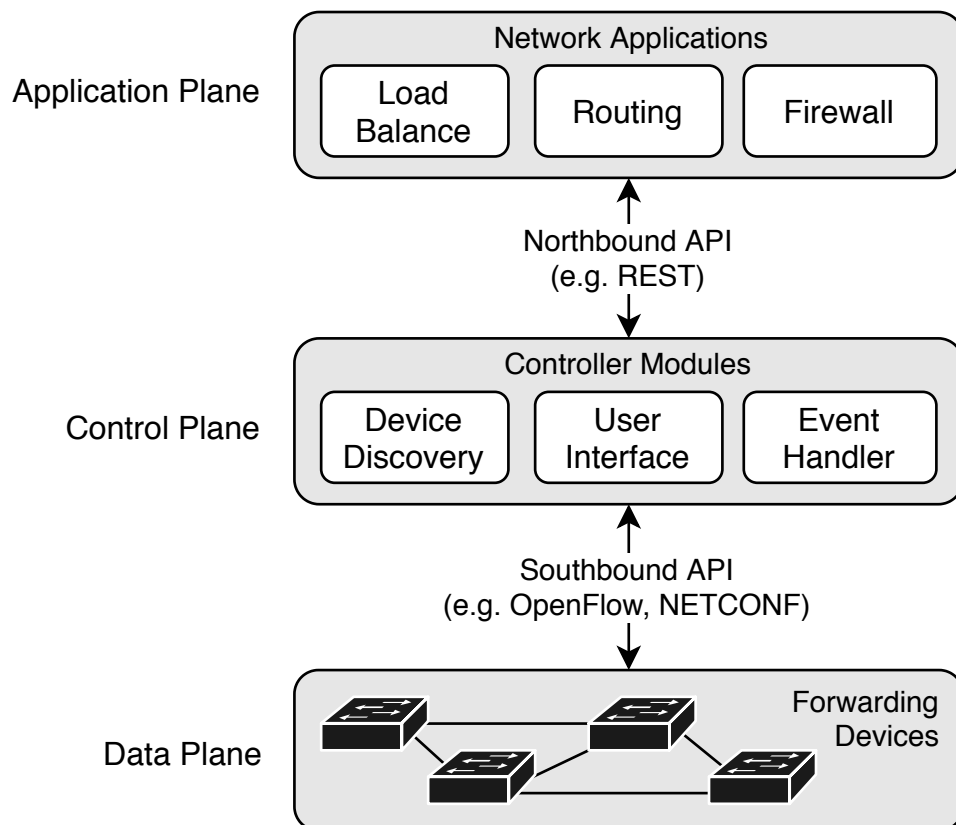 Network Applications
Application Plane
Load
Balance
Routing
Firewall
Northbound API
(e.g. REST)
Controller Modules
Control Plane
Device
Discovery
User
Interface
Event
Handler
Southbound API
(e.g. OpenFlow, NETCONF)
Data Plane
Forwarding
Devices